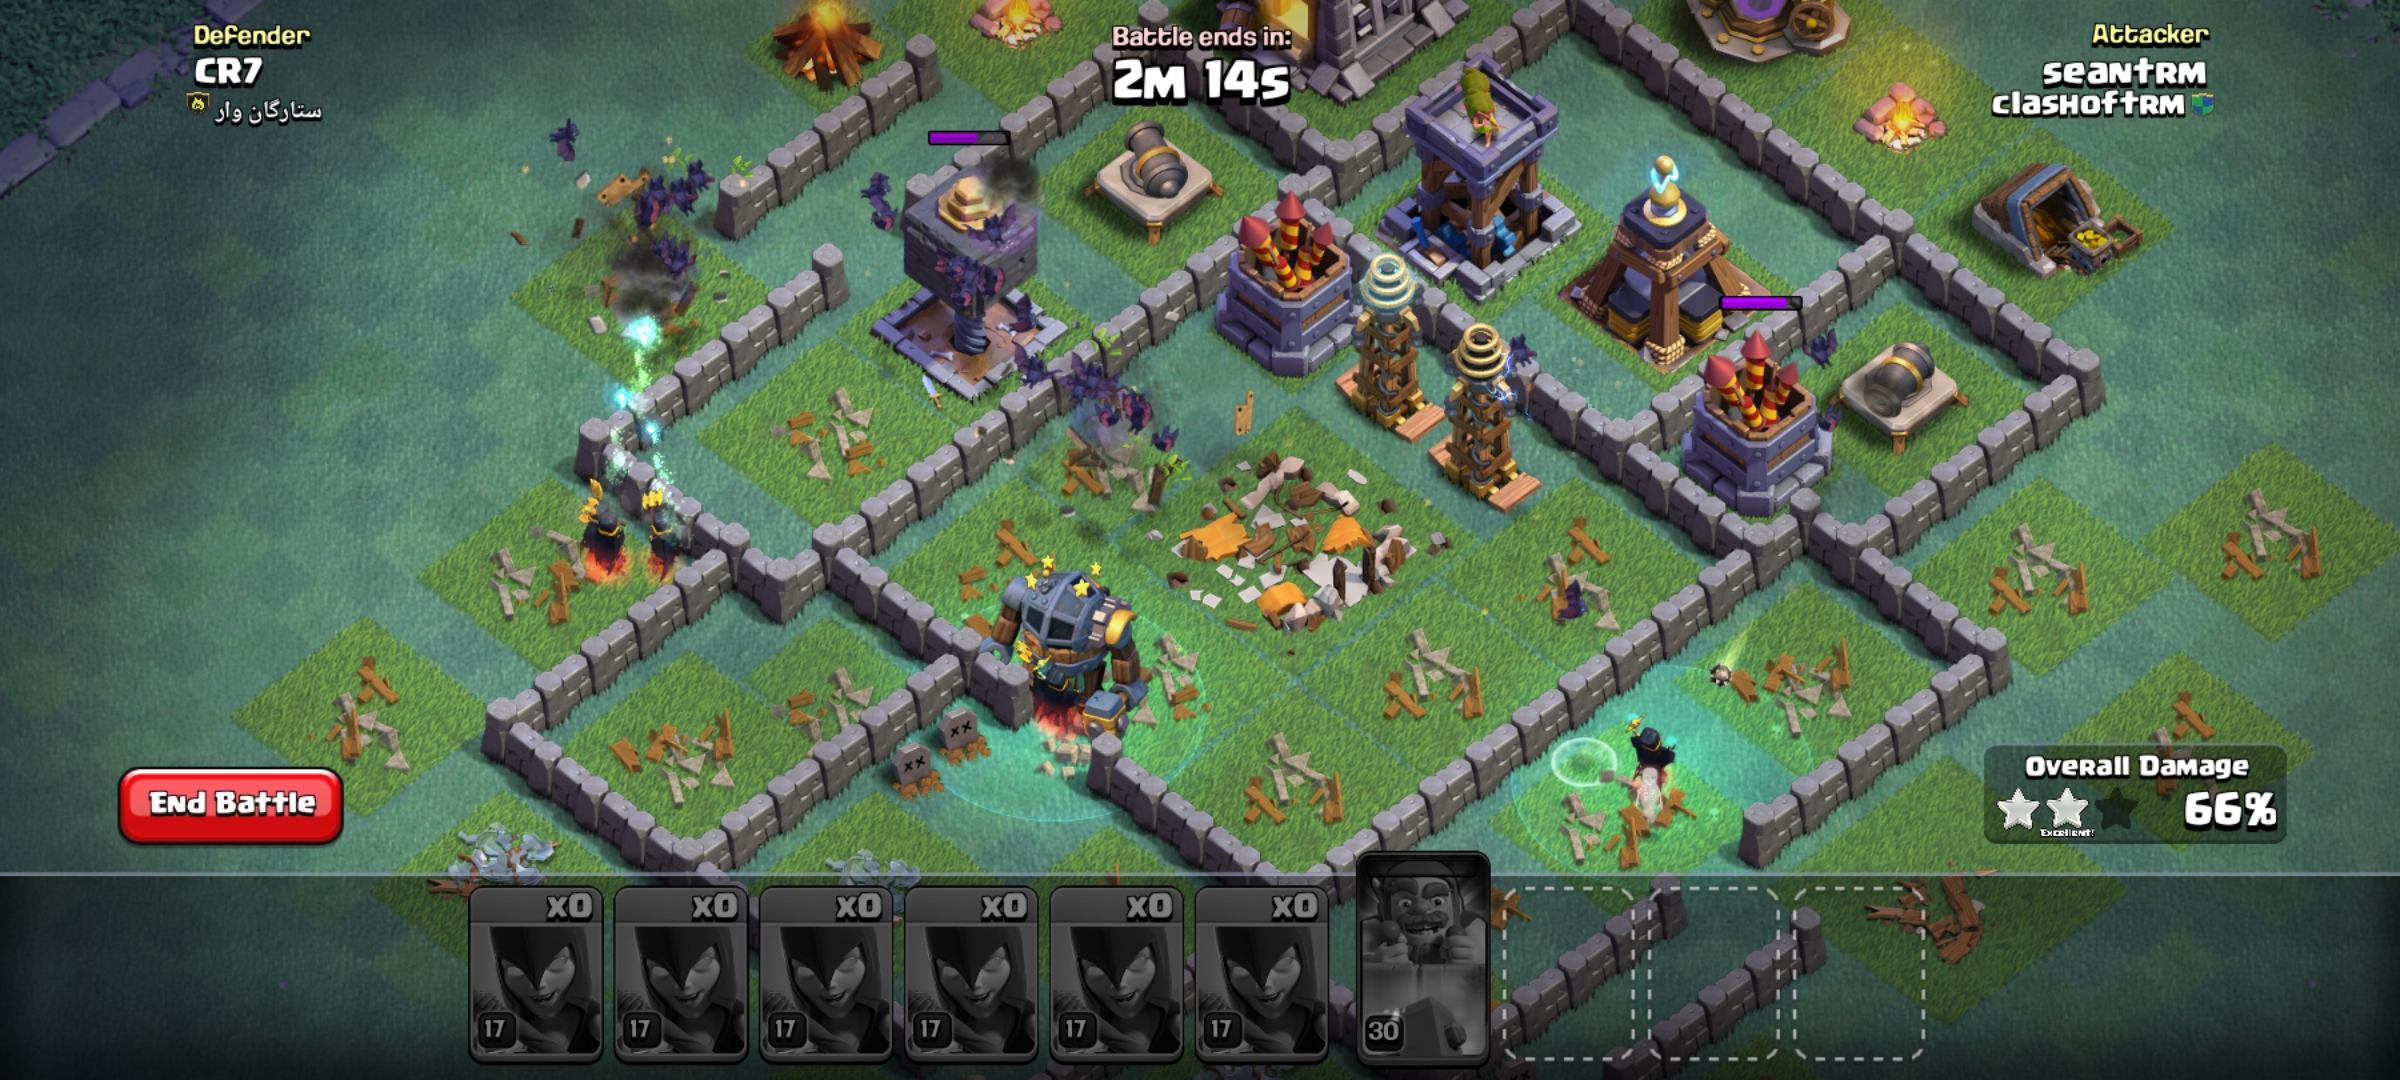 Defender
CR7
ستارگان وار
Battle ends in:
2M 14s
Attacker
seantRM
clashoftRM
End Battle
Overall Damage
66%
Excellent!
x0
x0
x0
x0
x0
x0
17
17
17
17
17
17
30